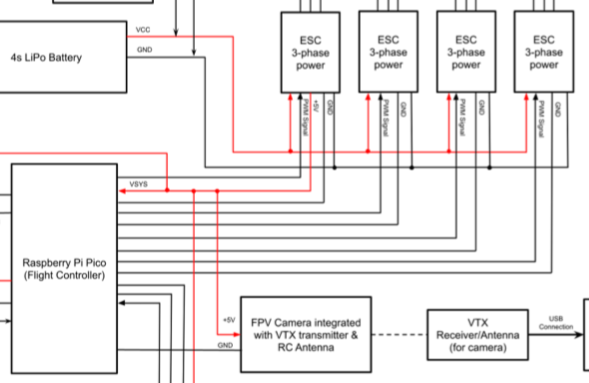 VCC
GND
4s LiPo Battery
ESC
3-phase
power
ESC
3-phase
power
ESC
3-phase
power
ESC
3-phase
power
PWM Signal
+5V
GND
PWM Signal
GND
PWM Signal
GND
PWM Signal
GND
VSYS
Raspberry Pi Pico
(Flight Controller)
+5V
GND
FPV Camera integrated
with VTX transmitter &
RC Antenna
VTX
Receiver/Antenna
(for camera)
USB
Connection